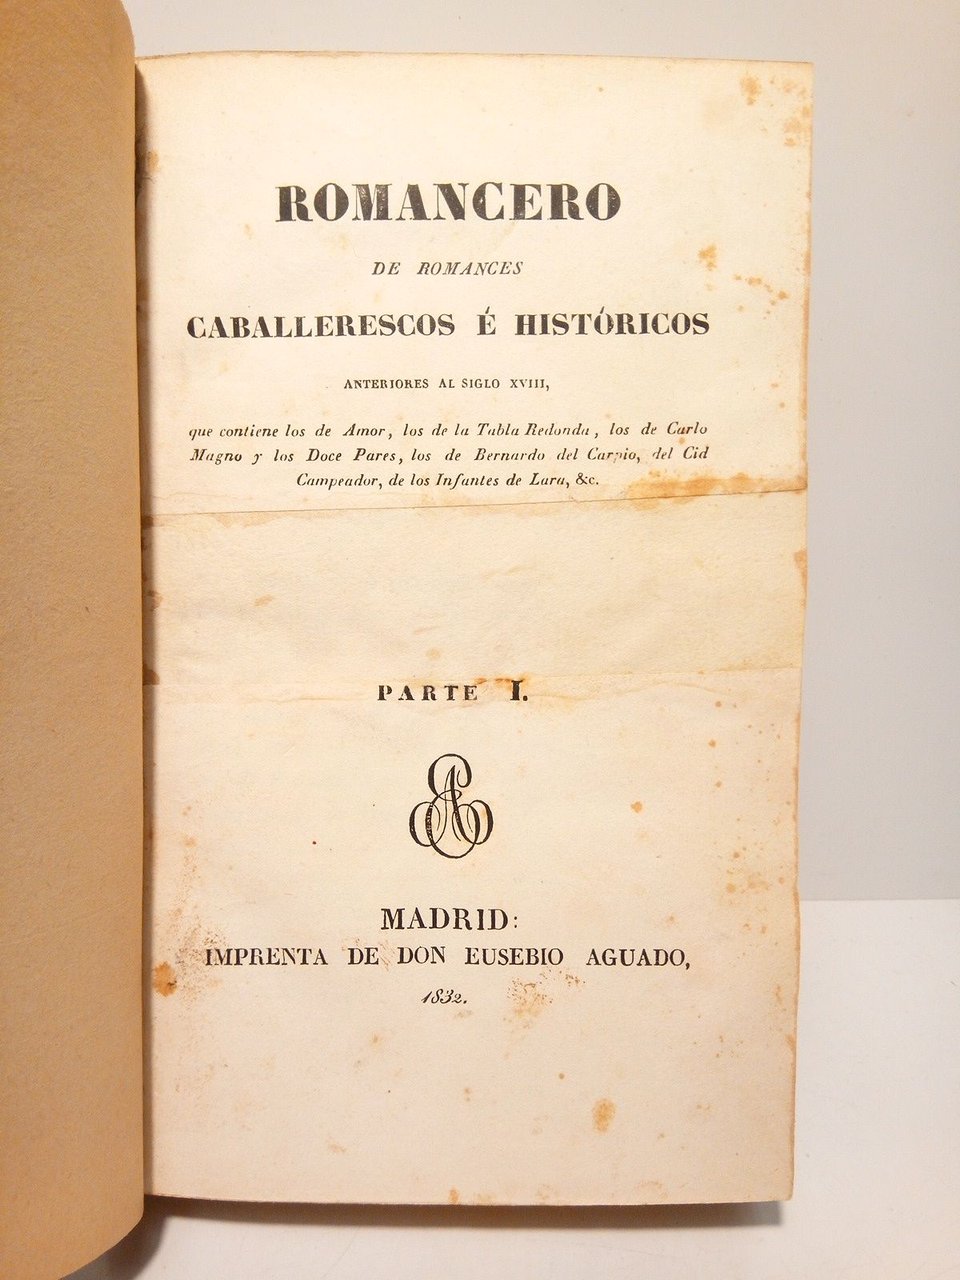 ROMANCERO
DE ROMANCES
CABALLERESCOS É HISTÓRICOS
ANTERIORES AL SIGLO XVIII,
que contiene los de Amor, los de la Tabla Redonda, los de Carlo
Magno y los Doce Pares, los de Bernardo del Carpio, del Cid
Campeador, de los Infantes de Lara, &c.
PARTE I.
MADRID:
IMPRENTA DE DON EUSEBIO AGUADO,
1832.